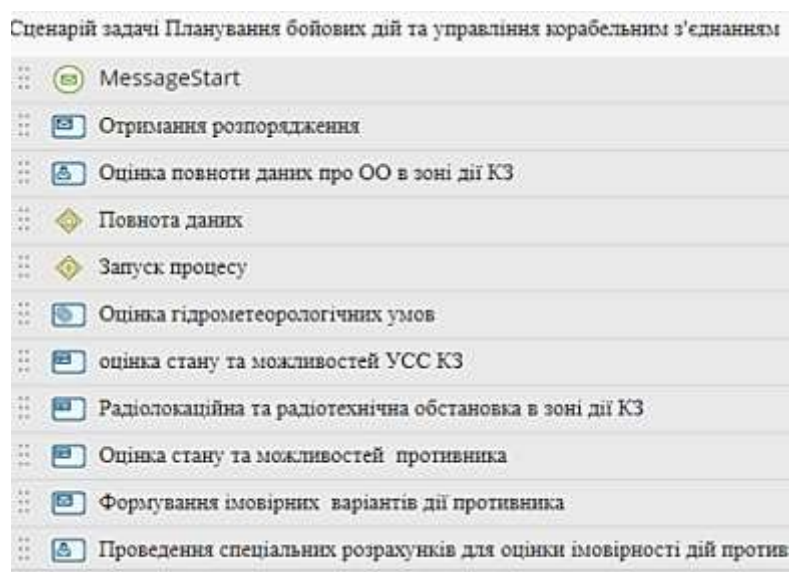 Сценарій задачі Планування бойових дій та управління корабельним з'єднанням
MessageStart
Отримання розпорядження
Оцінка повноти даних про ОО в зоні дії КЗ
Повнота даних
Запуск процесу
Оцінка гідрометеорологічних умов
оцінка стану та можливостей УСС КЗ
Радіолокаційна та радіотехнічна обстановка в зоні дії КЗ
Оцінка стану та можливостей противника
Формування імовірних варіантів дії противника
Проведення спеціальних розрахунків для оцінки імовірності дій против